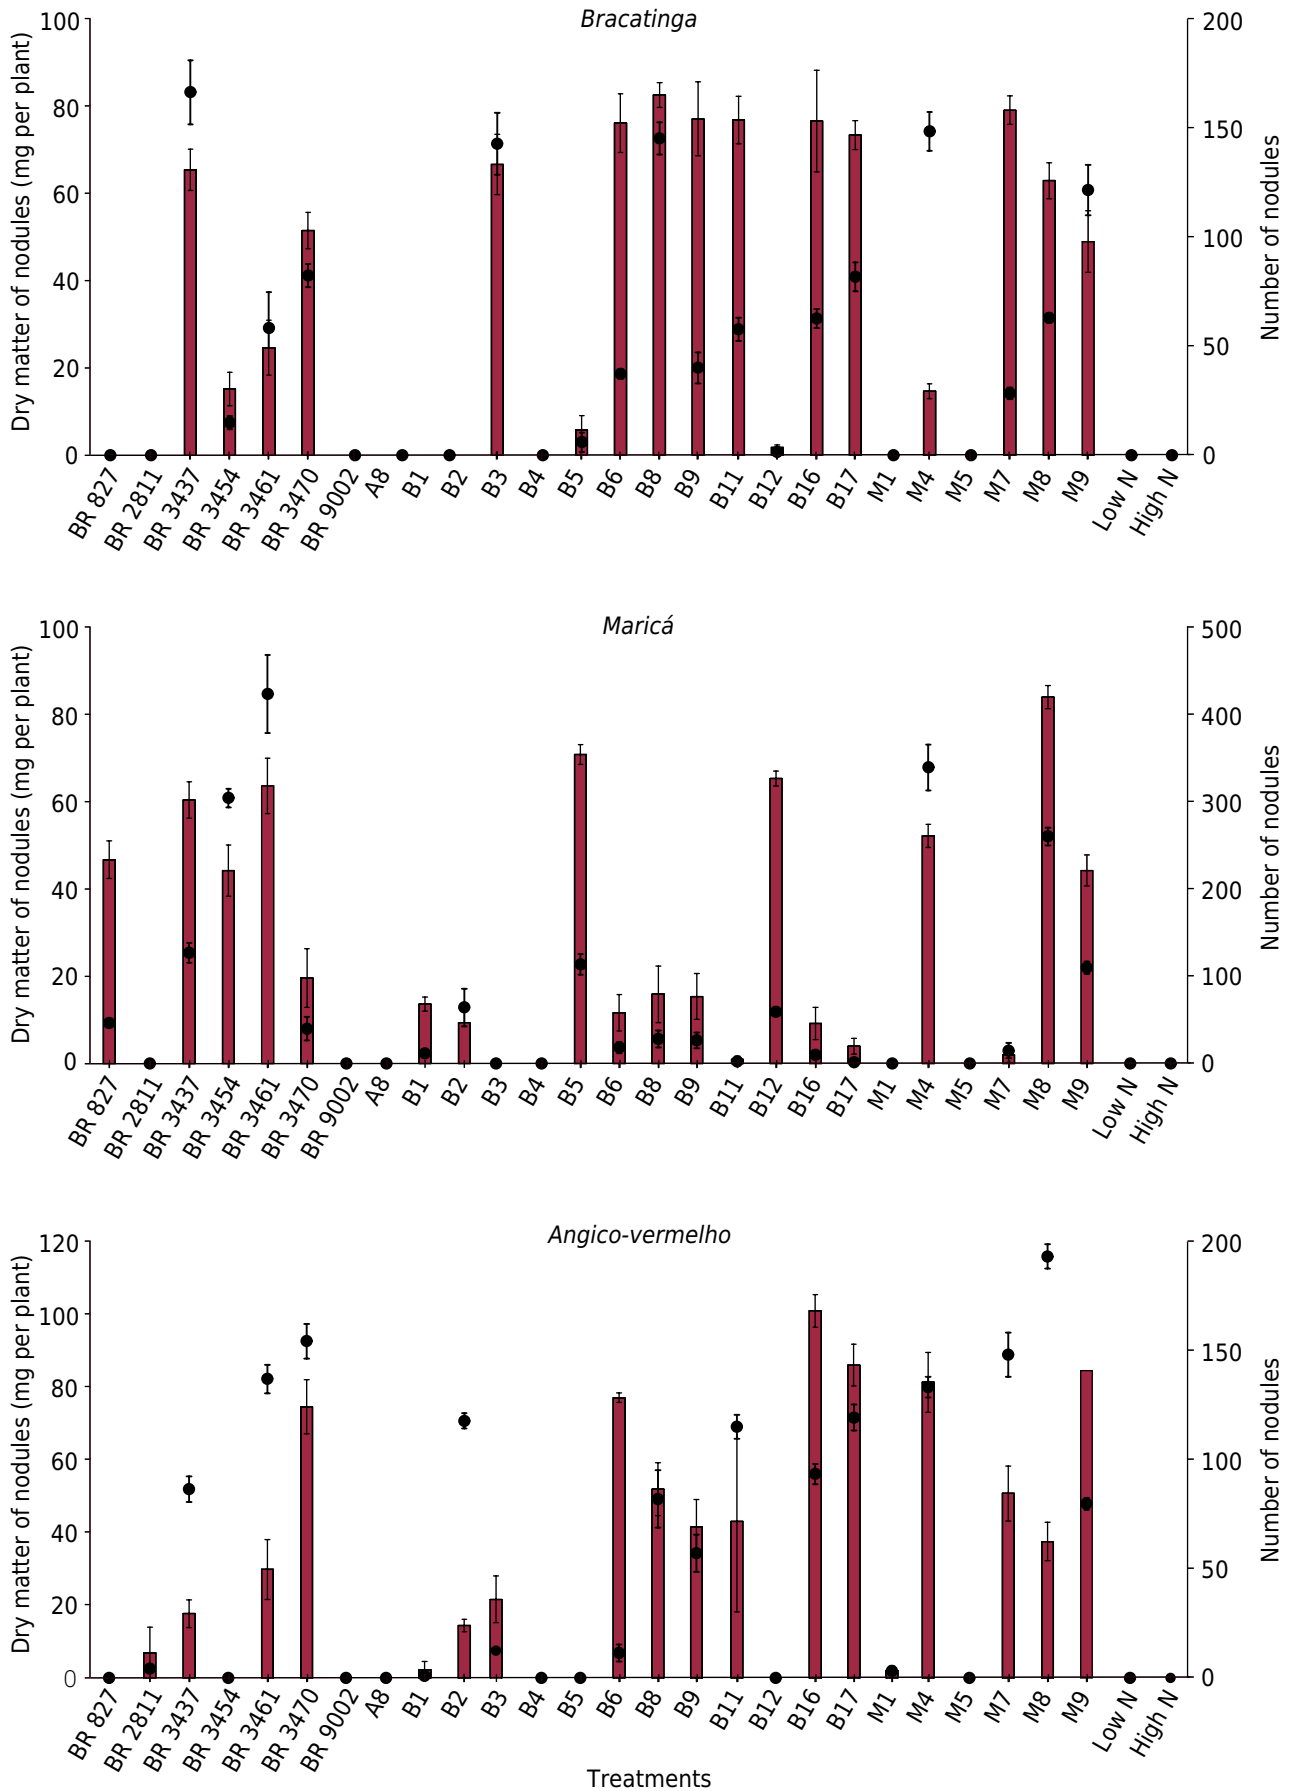 Bracatinga
Dry matter of nodules (mg per plant)
100
80
60
40
20
0
200
150
100
50
0
Number of nodules
BR 827
BR 2811
BR 3437
BR 3454
BR 3461
BR 3470
BR 9002
A8
B1
B2
B3
B4
B5
B6
B8
B9
B11
B12
B16
B17
M1
M4
M5
M7
M8
M9
Low N
High N
Maricá
Dry matter of nodules (mg per plant)
100
80
60
40
20
0
500
400
300
200
100
0
Number of nodules
BR 827
BR 2811
BR 3437
BR 3454
BR 3461
BR 3470
BR 9002
A8
B1
B2
B3
B4
B5
B6
B8
B9
B11
B12
B16
B17
M1
M4
M5
M7
M8
M9
Low N
High N
Angico-vermelho
Dry matter of nodules (mg per plant)
120
100
80
60
40
20
0
200
150
100
50
0
Number of nodules
BR 827
BR 2811
BR 3437
BR 3454
BR 3461
BR 3470
BR 9002
A8
B1
B2
B3
B4
B5
B6
B8
B9
B11
B12
B16
B17
M1
M4
M5
M7
M8
M9
Low N
High N
Treatments